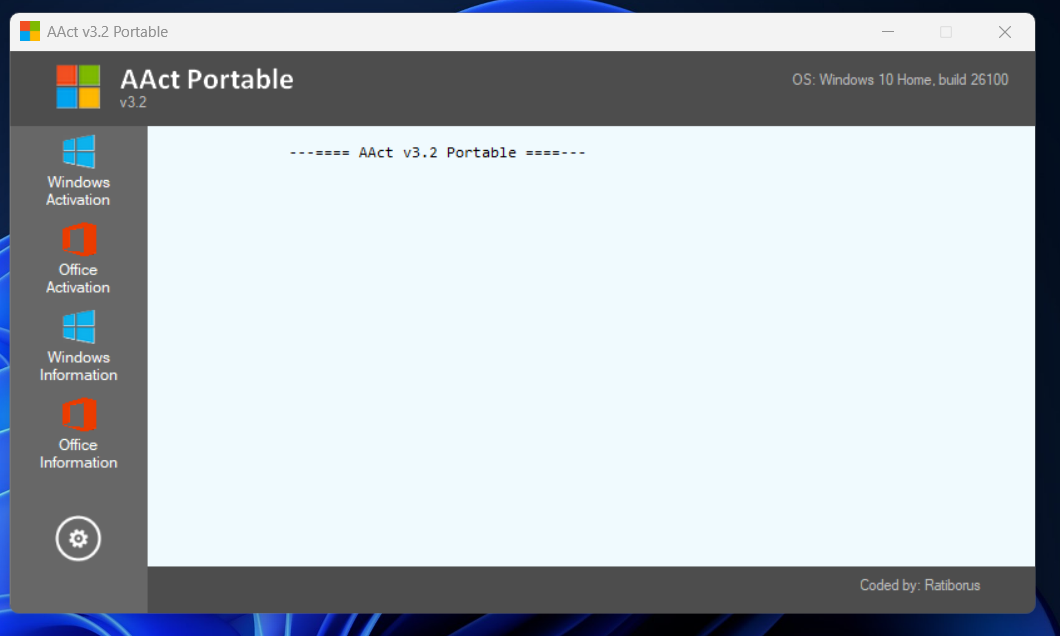 AAct v3.2 Portable
AAct Portable
v3.2
OS: Windows 10 Home, build 26100
Windows
Activation
Office
Activation
Windows
Information
Office
Information
---==== AAct v3.2 Portable ====---
Coded by: Ratiborus